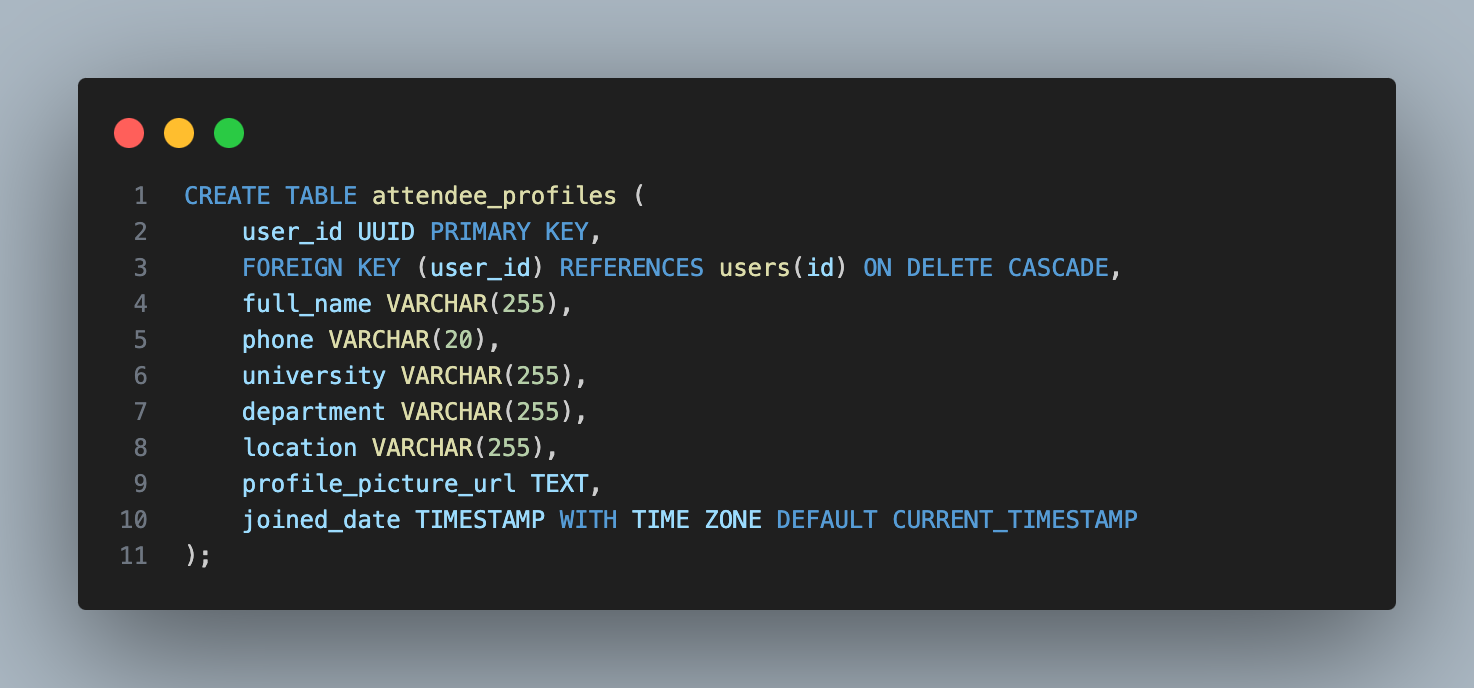 1 CREATE TABLE attendee_profiles (
2     user_id UUID PRIMARY KEY,
3     FOREIGN KEY (user_id) REFERENCES users(id) ON DELETE CASCADE,
4     full_name VARCHAR(255),
5     phone VARCHAR(20),
6     university VARCHAR(255),
7     department VARCHAR(255),
8     location VARCHAR(255),
9     profile_picture_url TEXT,
10     joined_date TIMESTAMP WITH TIME ZONE DEFAULT CURRENT_TIMESTAMP
11 );